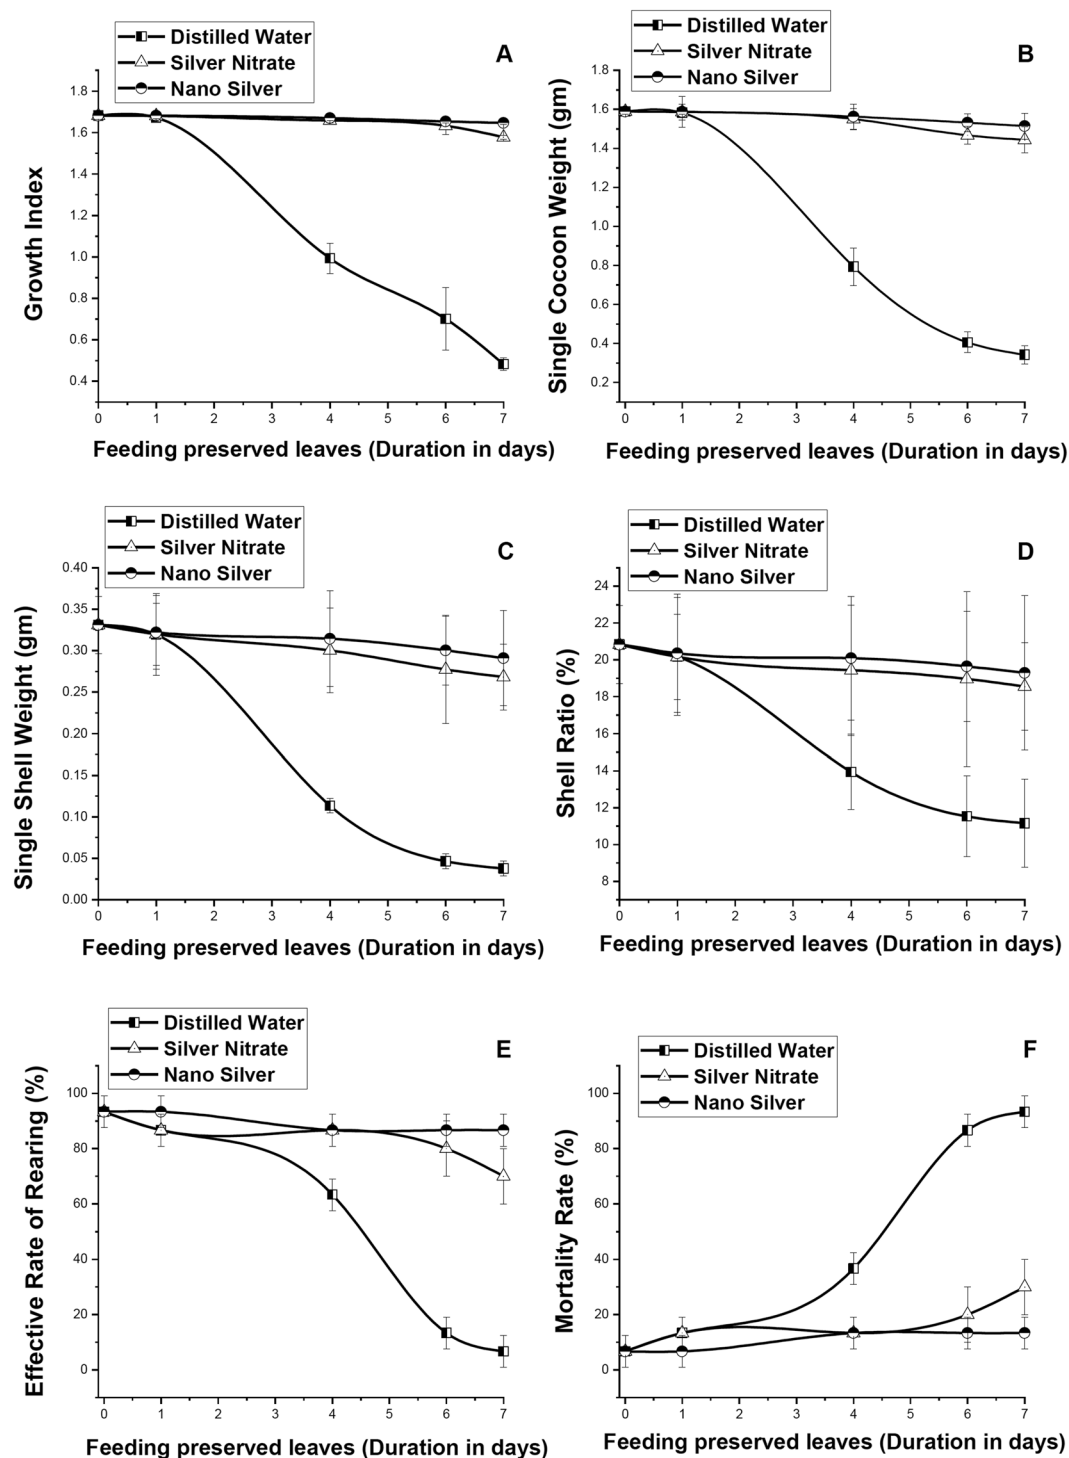 Distilled Water
Silver Nitrate
Nano Silver
A
1.8
1.6
1.4
1.2
1.0
0.8
0.6
0.4
Growth Index
0 1 2 3 4 5 6 7
Feeding preserved leaves (Duration in days)
Distilled Water
Silver Nitrate
Nano Silver
B
1.8
1.6
1.4
1.2
1.0
0.8
0.6
0.4
0.2
Single Cocoon Weight (gm)
0 1 2 3 4 5 6 7
Feeding preserved leaves (Duration in days)
Distilled Water
Silver Nitrate
Nano Silver
C
0.40
0.35
0.30
0.25
0.20
0.15
0.10
0.05
0.00
Single Shell Weight (gm)
0 1 2 3 4 5 6 7
Feeding preserved leaves (Duration in days)
Distilled Water
Silver Nitrate
Nano Silver
D
24
22
20
18
16
14
12
10
8
Shell Ratio (%)
0 1 2 3 4 5 6 7
Feeding preserved leaves (Duration in days)
Distilled Water
Silver Nitrate
Nano Silver
E
100
80
60
40
20
0
Effective Rate of Rearing (%)
0 1 2 3 4 5 6 7
Feeding preserved leaves (Duration in days)
Distilled Water
Silver Nitrate
Nano Silver
F
100
80
60
40
20
0
Mortality Rate (%)
0 1 2 3 4 5 6 7
Feeding preserved leaves (Duration in days)